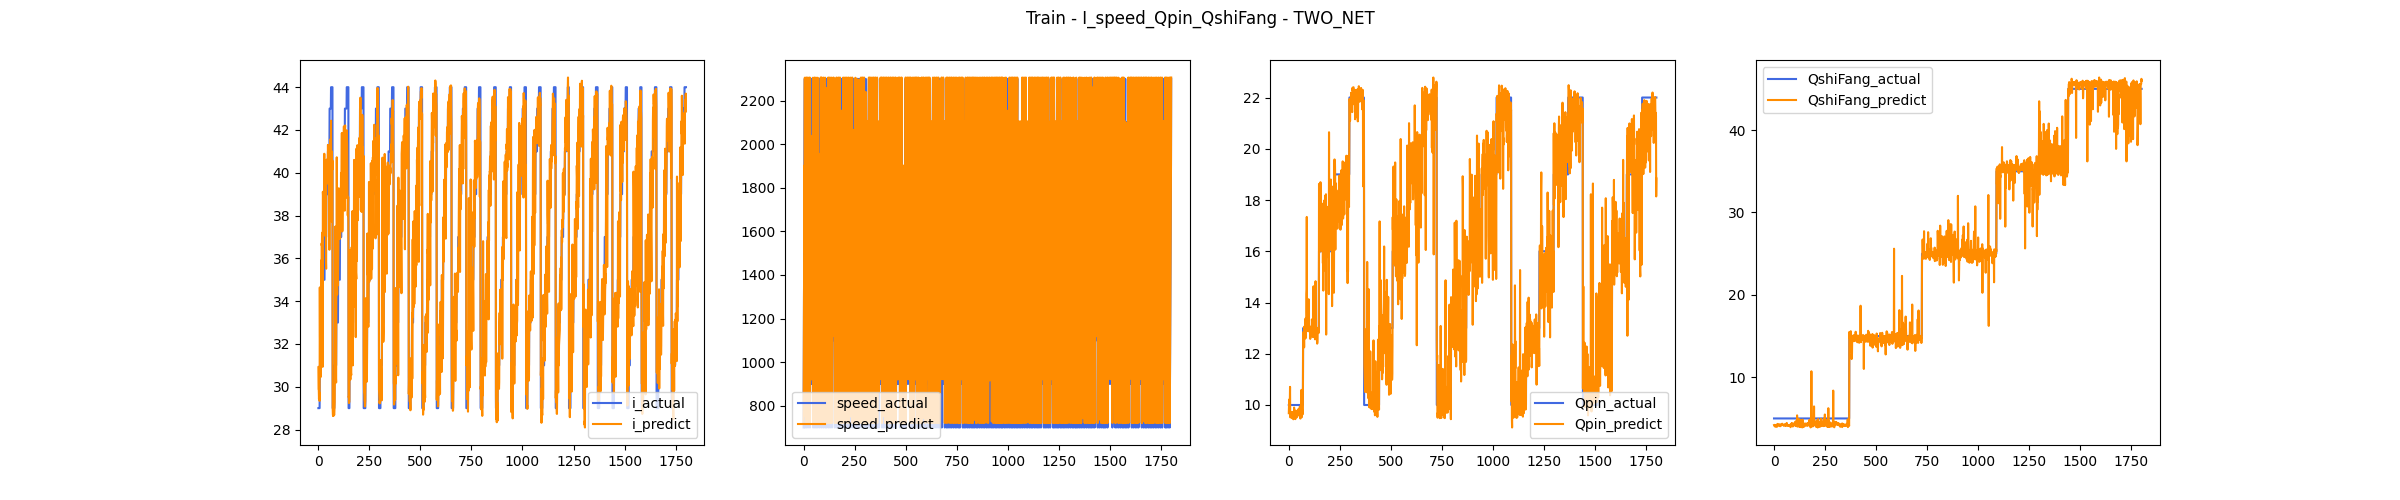 Train - I_speed_Qpin_QshiFang - TWO_NET
44
42
40
38
36
34
32
30
28
0 250 500 750 1000 1250 1500 1750
i_actual
i_predict
2200
2000
1800
1600
1400
1200
1000
800
0 250 500 750 1000 1250 1500 1750
speed_actual
speed_predict
22
20
18
16
14
12
10
0 250 500 750 1000 1250 1500 1750
Qpin_actual
Qpin_predict
QshiFang_actual
QshiFang_predict
40
30
20
10
0 250 500 750 1000 1250 1500 1750